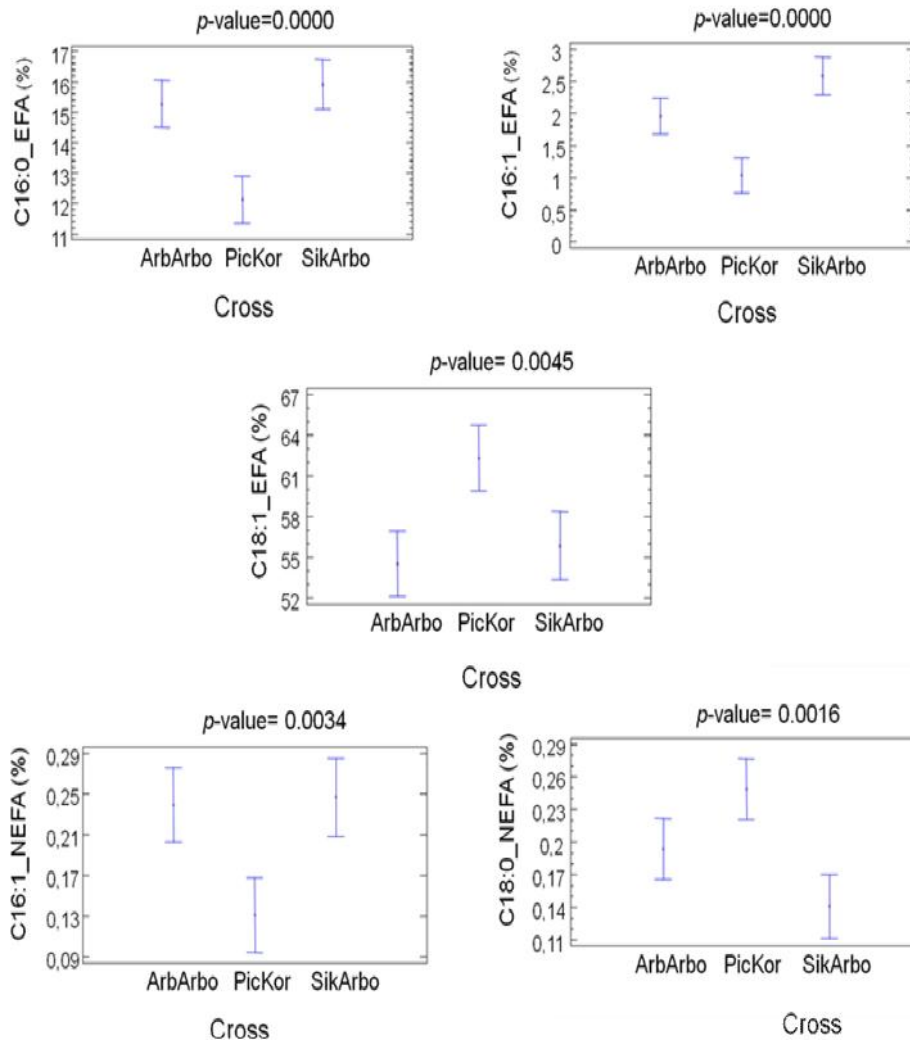 p-value=0.0000
C16:0_EFA (%)
17
16
15
14
13
12
11
ArbArbo PicKor SikArbo
Cross
p-value=0.0000
C16:1_EFA (%)
3
2,5
2
1,5
1
0,5
0
ArbArbo PicKor SikArbo
Cross
p-value= 0.0045
C18:1_EFA (%)
67
64
61
58
55
52
ArbArbo PicKor SikArbo
Cross
p-value= 0.0034
C16:1_NEFA (%)
0,29
0,25
0,21
0,17
0,13
0,09
ArbArbo PicKor SikArbo
Cross
p-value= 0.0016
C18:0_NEFA (%)
0,29
0,26
0,23
0,2
0,17
0,14
0,11
ArbArbo PicKor SikArbo
Cross